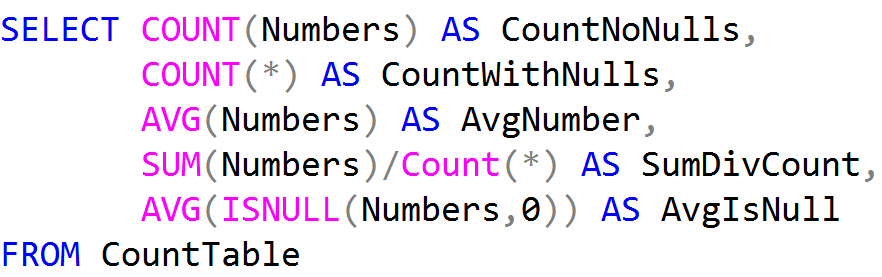 SELECT COUNT(Numbers) AS CountNoNulls,
COUNT(*) AS CountWithNulls,
AVG(Numbers) AS AvgNumber,
SUM(Numbers)/Count(*) AS SumDivCount,
AVG(ISNULL(Numbers,0)) AS AvgIsNull
FROM CountTable